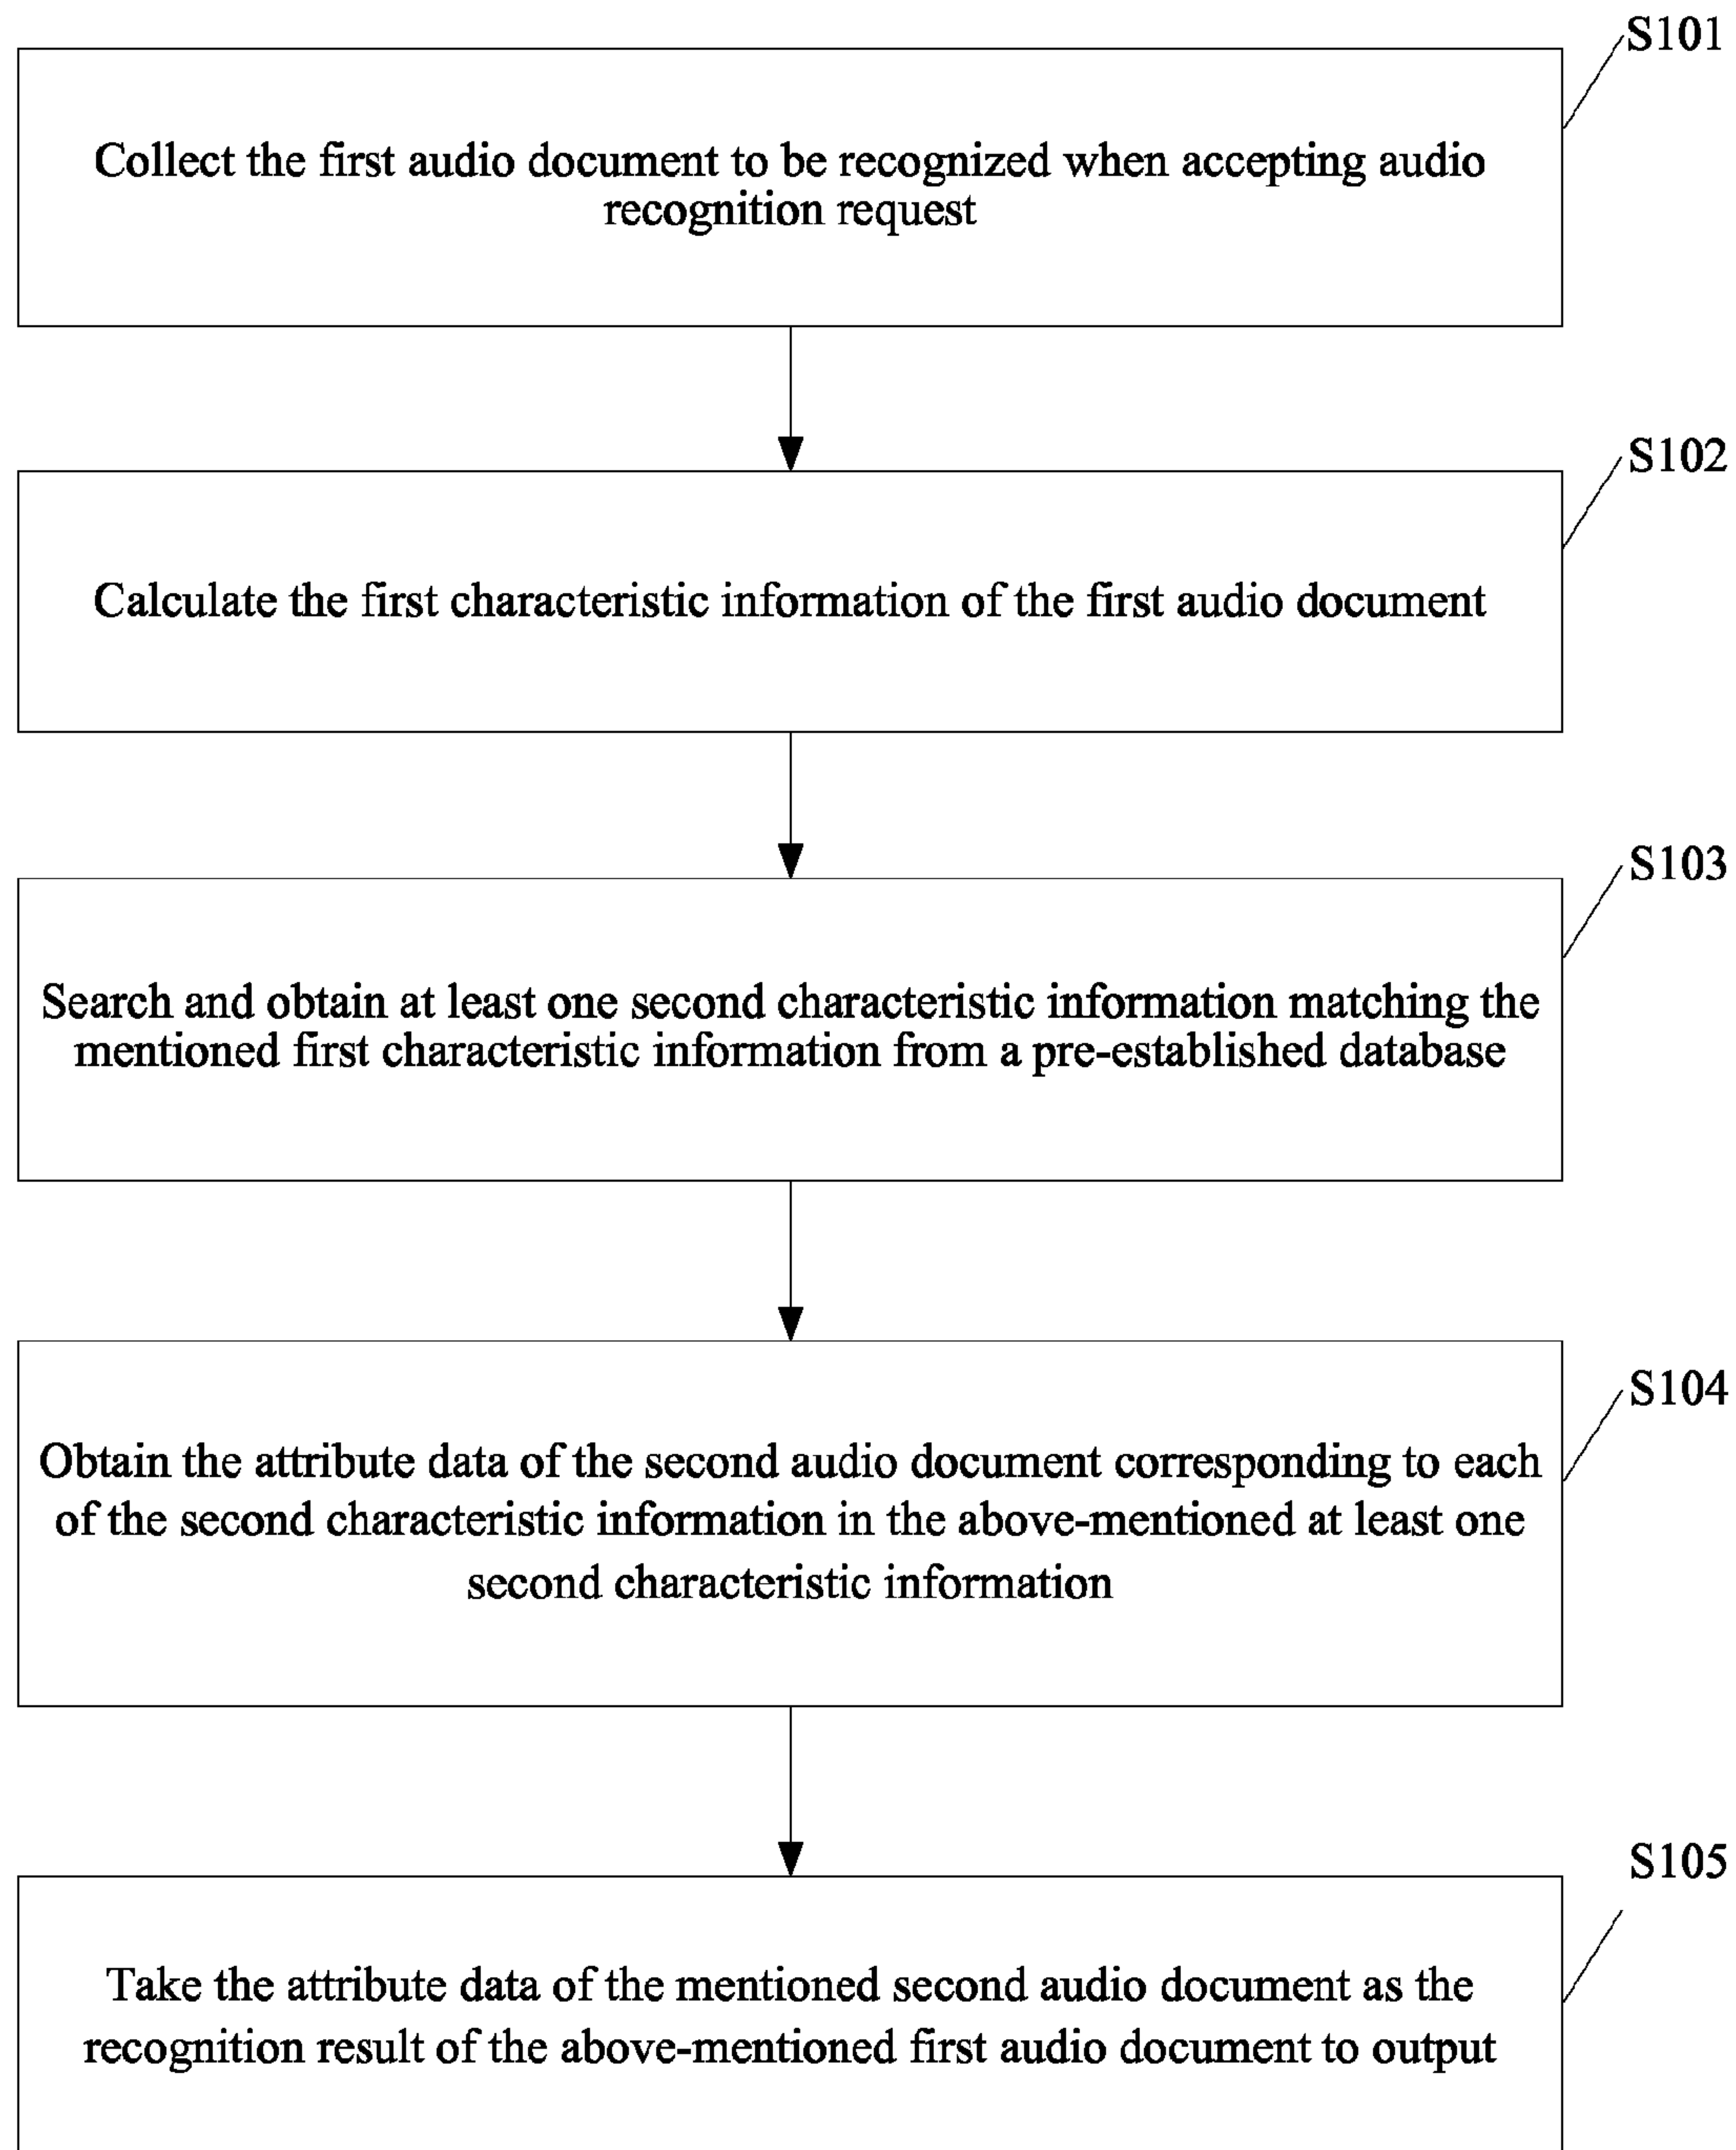 S101
Collect the first audio document to be recognized when accepting audio
recognition request
S102
Calculate the first characteristic information of the first audio document
S103
Search and obtain at least one second characteristic information matching the
mentioned first characteristic information from a pre-established database
S104
Obtain the attribute data of the second audio document corresponding to each
of the second characteristic information in the above-mentioned at least one
second characteristic information
S105
Take the attribute data of the mentioned second audio document as the
recognition result of the above-mentioned first audio document to output